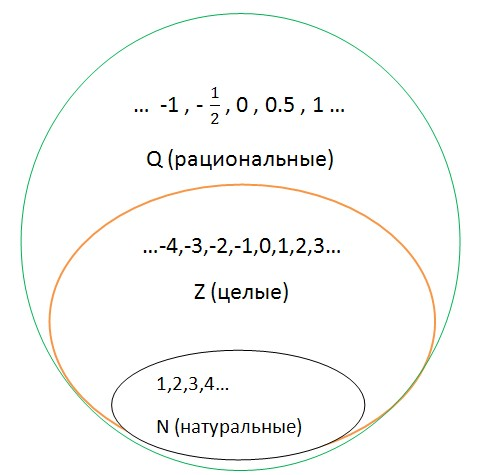 ... -1 , - 1/2 , 0 , 0.5 , 1 ...
Q (рациональные)
...-4,-3,-2,-1,0,1,2,3...
Z (целые)
1,2,3,4...
N (натуральные)